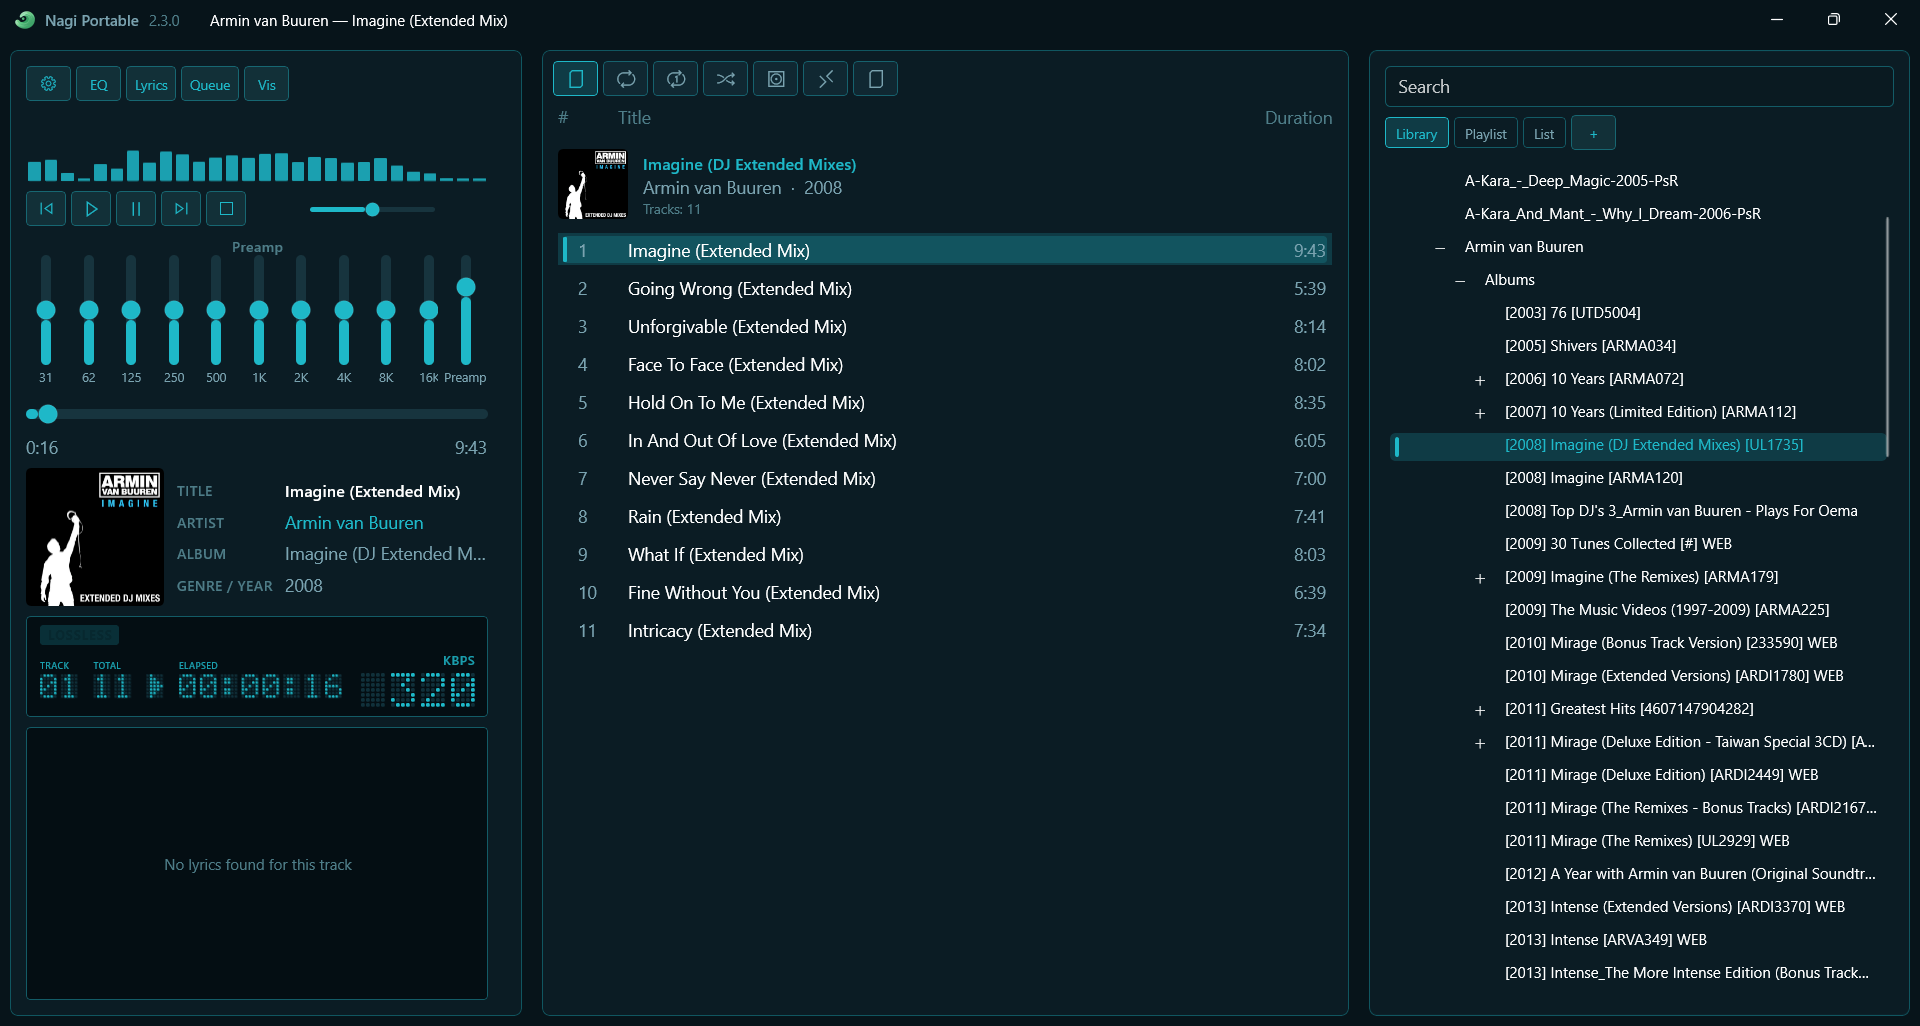 Nagi Portable 2.3.0 Armin van Buuren — Imagine (Extended Mix)
EQ Lyrics Queue Vis
Preamp
31 62 125 250 500 1K 2K 4K 8K 16K Preamp
0:16 9:43
ARMIN
VAN BUUREN
IMAGINE
EXTENDED DJ MIXES
TITLE Imagine (Extended Mix)
ARTIST Armin van Buuren
ALBUM Imagine (DJ Extended M...
GENRE / YEAR 2008
LOSSLESS
TRACK TOTAL ELAPSED KBPS
01 11 00:00:16 320
No lyrics found for this track
# Title Duration
ARMIN
VAN BUUREN
IMAGINE
EXTENDED DJ MIXES
Imagine (DJ Extended Mixes)
Armin van Buuren · 2008
Tracks: 11
1 Imagine (Extended Mix) 9:43
2 Going Wrong (Extended Mix) 5:39
3 Unforgivable (Extended Mix) 8:14
4 Face To Face (Extended Mix) 8:02
5 Hold On To Me (Extended Mix) 8:35
6 In And Out Of Love (Extended Mix) 6:05
7 Never Say Never (Extended Mix) 7:00
8 Rain (Extended Mix) 7:41
9 What If (Extended Mix) 8:03
10 Fine Without You (Extended Mix) 6:39
11 Intricacy (Extended Mix) 7:34
Search
Library Playlist List +
A-Kara_-_Deep_Magic-2005-PsR
A-Kara_And_Mant_-_Why_I_Dream-2006-PsR
Armin van Buuren
Albums
[2003] 76 [UTD5004]
[2005] Shivers [ARMA034]
[2006] 10 Years [ARMA072]
[2007] 10 Years (Limited Edition) [ARMA112]
[2008] Imagine (DJ Extended Mixes) [UL1735]
[2008] Imagine [ARMA120]
[2008] Top DJ's 3_Armin van Buuren - Plays For Oema
[2009] 30 Tunes Collected [#] WEB
[2009] Imagine (The Remixes) [ARMA179]
[2009] The Music Videos (1997-2009) [ARMA225]
[2010] Mirage (Bonus Track Version) [233590] WEB
[2010] Mirage (Extended Versions) [ARDI1780] WEB
[2011] Greatest Hits [4607147904282]
[2011] Mirage (Deluxe Edition - Taiwan Special 3CD) [A...
[2011] Mirage (Deluxe Edition) [ARDI2449] WEB
[2011] Mirage (The Remixes - Bonus Tracks) [ARDI2167...
[2011] Mirage (The Remixes) [UL2929] WEB
[2012] A Year with Armin van Buuren (Original Soundtr...
[2013] Intense (Extended Versions) [ARDI3370] WEB
[2013] Intense [ARVA349] WEB
[2013] Intense_The More Intense Edition (Bonus Track...